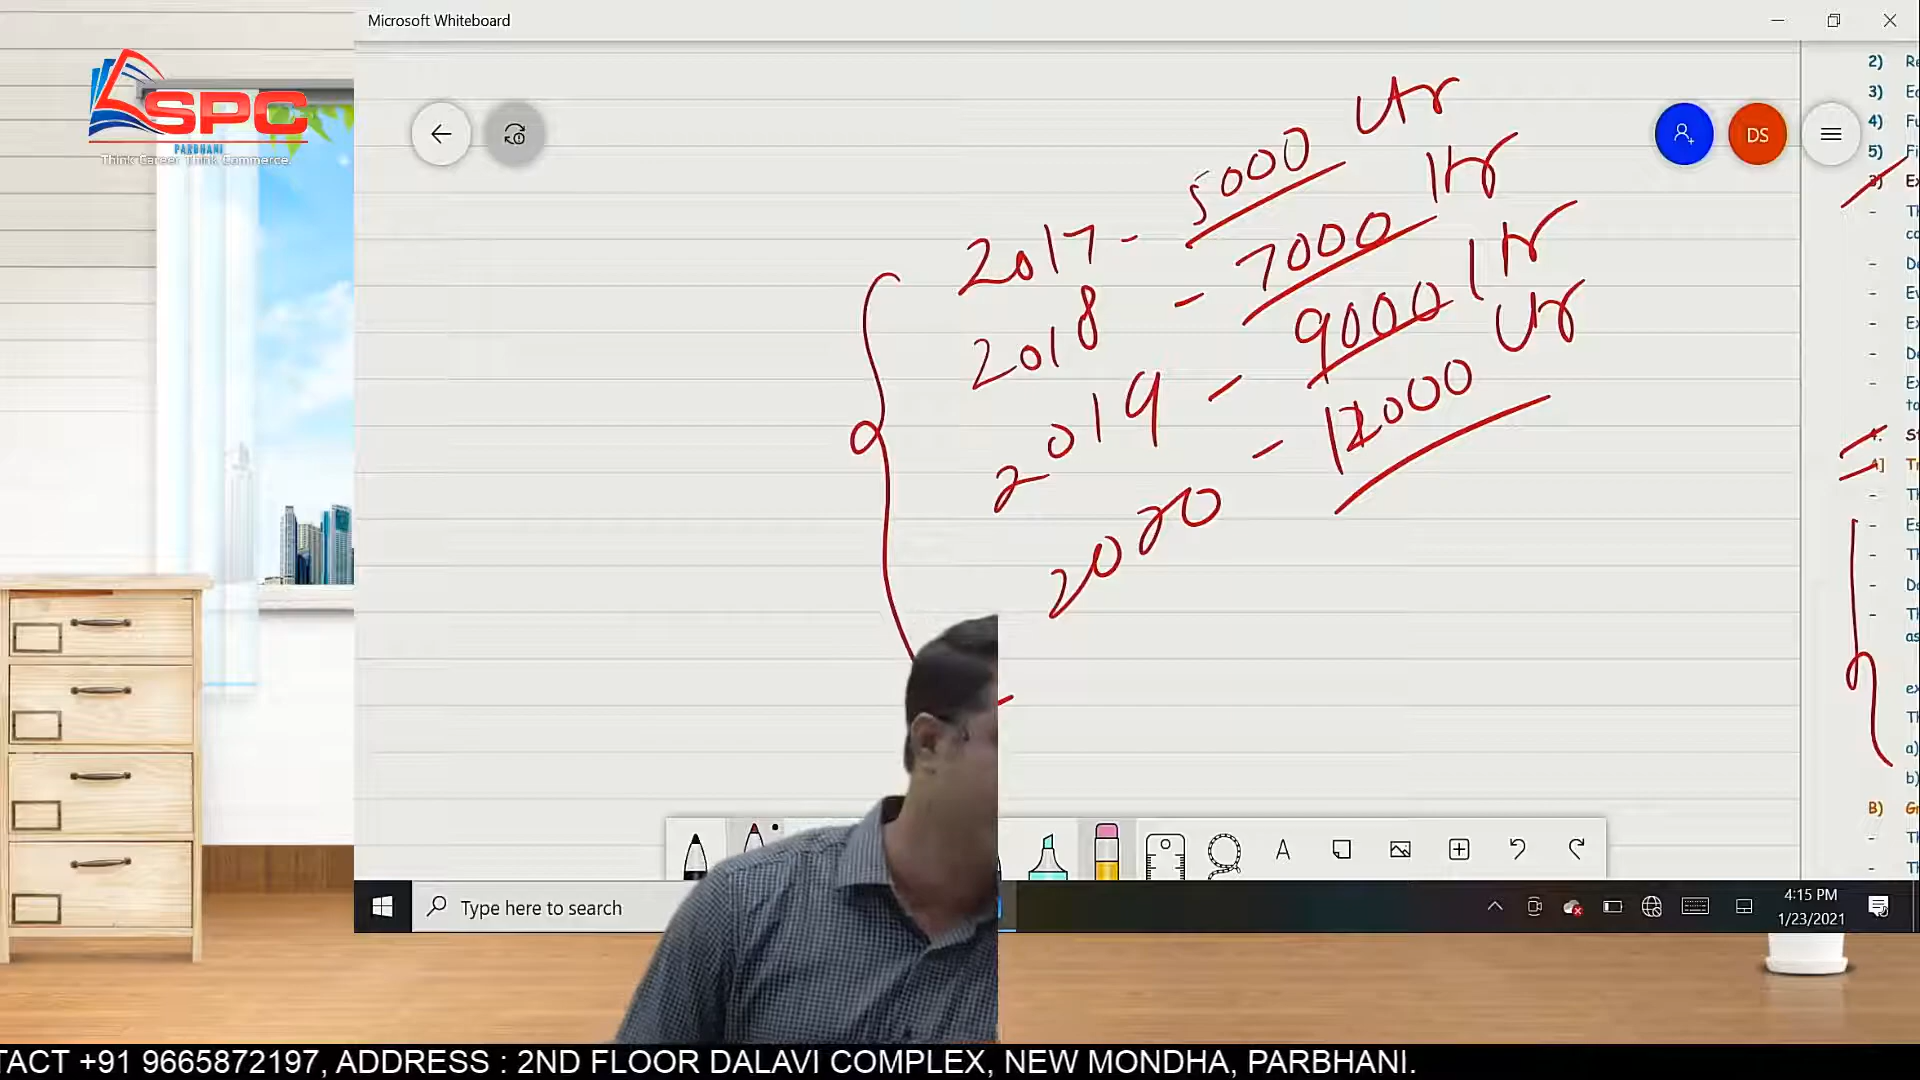 Microsoft Whiteboard
SPC
PARBHANI
Think Career Think Commerce.
DS
2017 - 5000 ltr
2018 - 7000 ltr
2019 - 9000 ltr
2020 - 12000 ltr
2)
3)
4)
5)
3)
4.
A]
a)
b)
B)
A
Type here to search
4:15 PM
1/23/2021
TACT +91 9665872197, ADDRESS : 2ND FLOOR DALAVI COMPLEX, NEW MONDHA, PARBHANI.